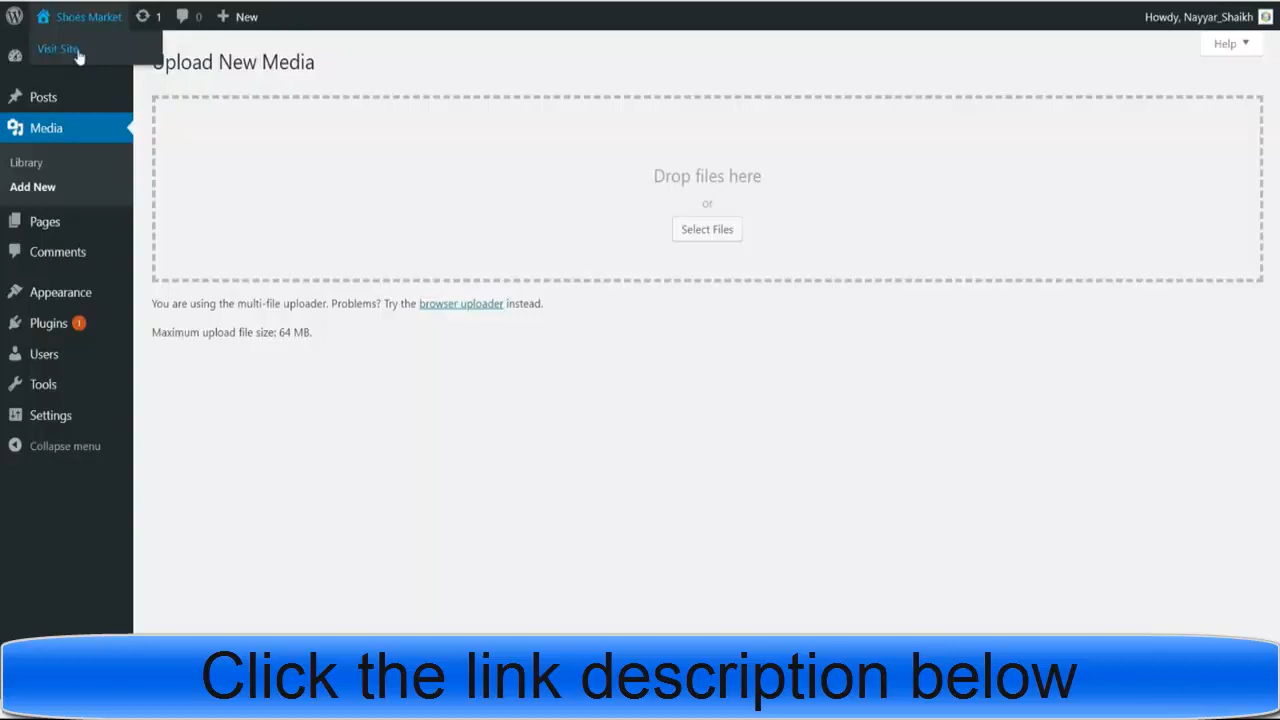 Shoes Market 1 0 New Howdy, Nayyar_Shaikh
Visit Site
Help
Upload New Media
Posts
Media
Library
Add New
Pages
Comments
Appearance
Plugins 1
Users
Tools
Settings
Collapse menu
Drop files here
or
Select Files
You are using the multi-file uploader. Problems? Try the browser uploader instead.
Maximum upload file size: 64 MB.
Click the link description below